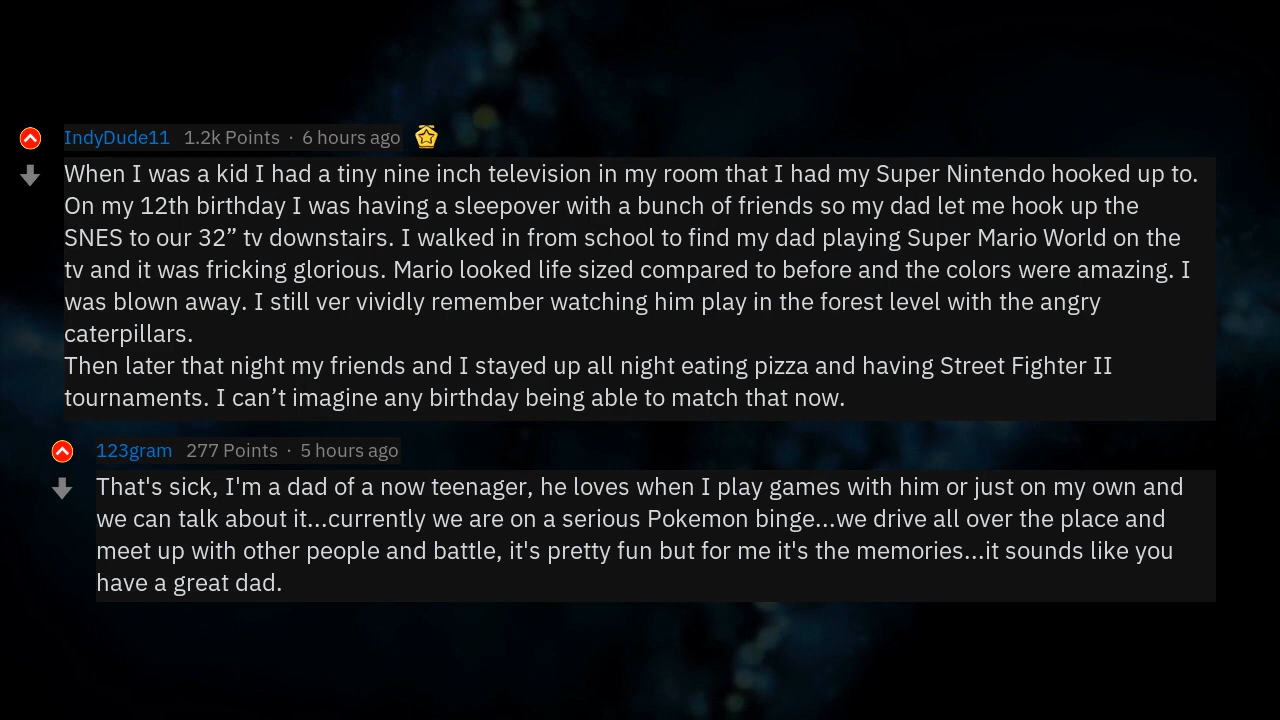 IndyDude11 1.2k Points · 6 hours ago
When I was a kid I had a tiny nine inch television in my room that I had my Super Nintendo hooked up to.
On my 12th birthday I was having a sleepover with a bunch of friends so my dad let me hook up the
SNES to our 32” tv downstairs. I walked in from school to find my dad playing Super Mario World on the
tv and it was fricking glorious. Mario looked life sized compared to before and the colors were amazing. I
was blown away. I still ver vividly remember watching him play in the forest level with the angry
caterpillars.
Then later that night my friends and I stayed up all night eating pizza and having Street Fighter II
tournaments. I can’t imagine any birthday being able to match that now.
123gram 277 Points · 5 hours ago
That's sick, I'm a dad of a now teenager, he loves when I play games with him or just on my own and
we can talk about it...currently we are on a serious Pokemon binge...we drive all over the place and
meet up with other people and battle, it's pretty fun but for me it's the memories...it sounds like you
have a great dad.